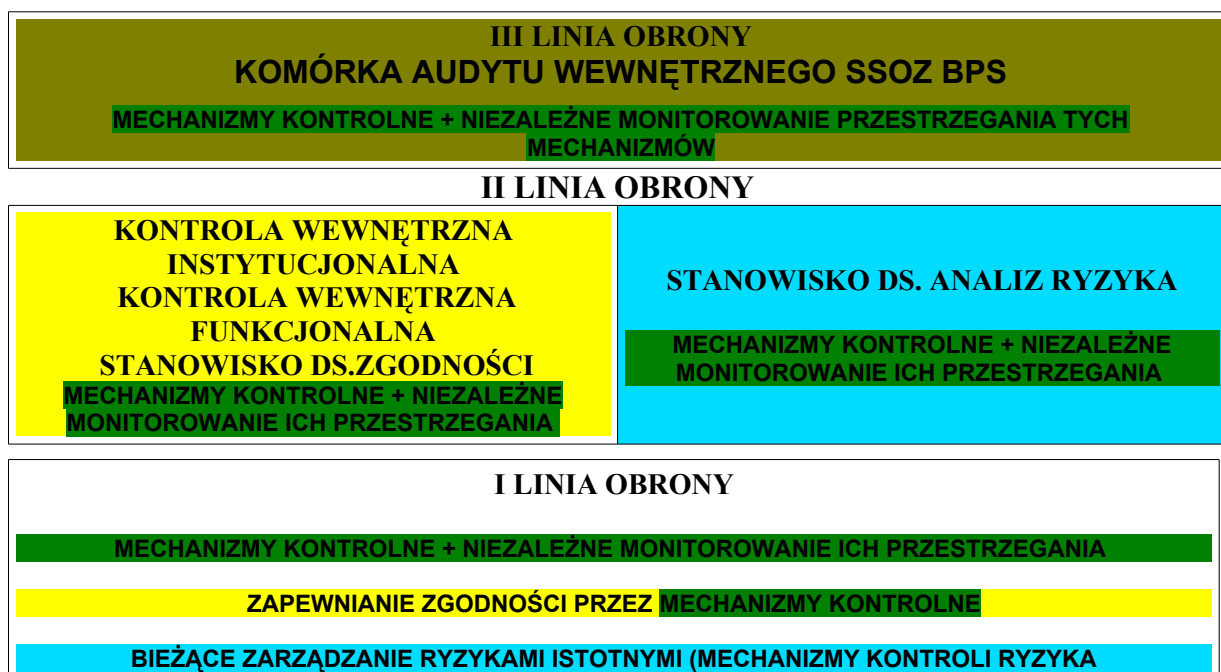 III LINIA OBRONY
KOMÓRKA AUDYTU WEWNĘTRZNEGO SSOZ BPS
MECHANIZMY KONTROLNE + NIEZALEŻNE MONITOROWANIE PRZESTRZEGANIA TYCH
MECHANIZMÓW
II LINIA OBRONY
KONTROLA WEWNĘTRZNA
INSTYTUCJONALNA
KONTROLA WEWNĘTRZNA
FUNKCJONALNA
STANOWISKO DS.ZGODNOŚCI
MECHANIZMY KONTROLNE + NIEZALEŻNE
MONITOROWANIE ICH PRZESTRZEGANIA
STANOWISKO DS. ANALIZ RYZYKA
MECHANIZMY KONTROLNE + NIEZALEŻNE
MONITOROWANIE ICH PRZESTRZEGANIA
I LINIA OBRONY
MECHANIZMY KONTROLNE + NIEZALEŻNE MONITOROWANIE ICH PRZESTRZEGANIA
ZAPEWNIANIE ZGODNOŚCI PRZEZ MECHANIZMY KONTROLNE
BIEŻĄCE ZARZĄDZANIE RYZYKAMI ISTOTNYMI (MECHANIZMY KONTROLI RYZYKA